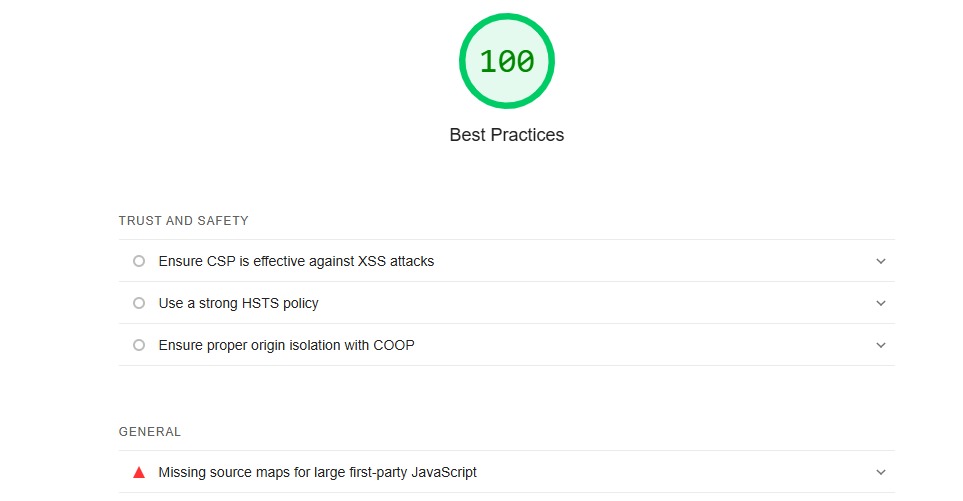 100
Best Practices
TRUST AND SAFETY
Ensure CSP is effective against XSS attacks
Use a strong HSTS policy
Ensure proper origin isolation with COOP
GENERAL
Missing source maps for large first-party JavaScript